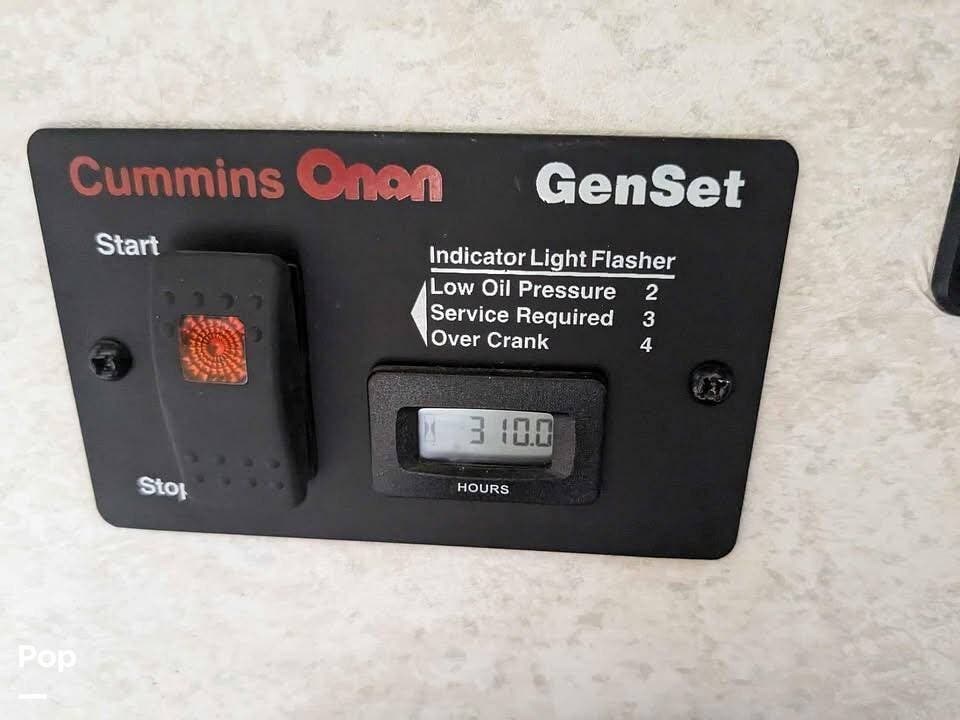 Cummins Onan GenSet
Start
Indicator Light Flasher
Low Oil Pressure 2
Service Required 3
Over Crank 4
310.0
HOURS
Stop
Pop